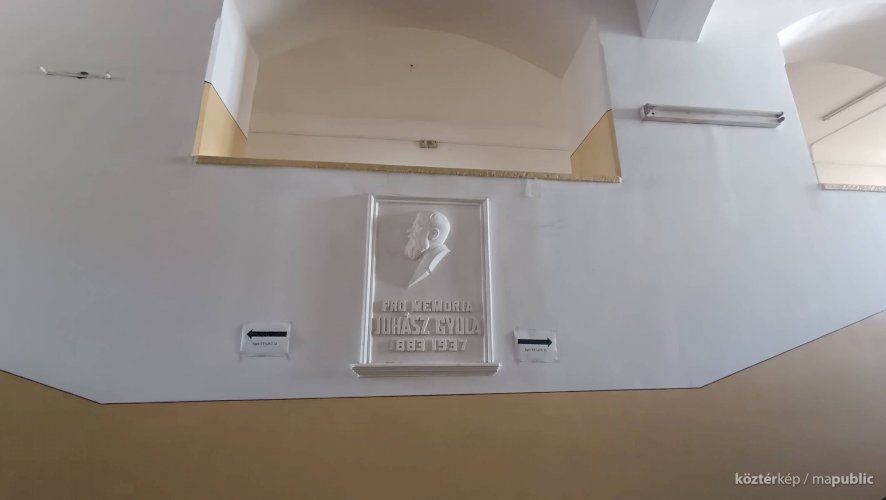 PRO MEMORIA
JUHÁSZ GYULA
1883 1937
köztérkép / mapublic